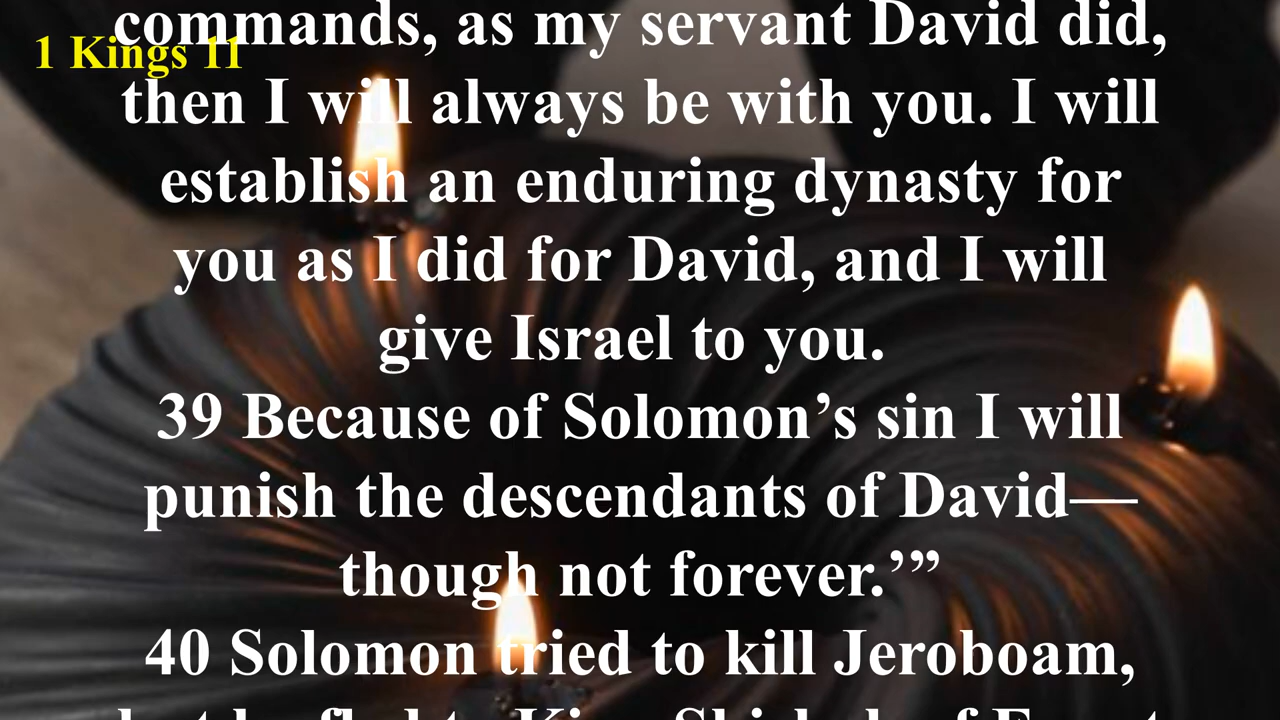 1 Kings 11
commands, as my servant David did,
then I will always be with you. I will
establish an enduring dynasty for
you as I did for David, and I will
give Israel to you.
39 Because of Solomon’s sin I will
punish the descendants of David—
though not forever.’”
40 Solomon tried to kill Jeroboam,